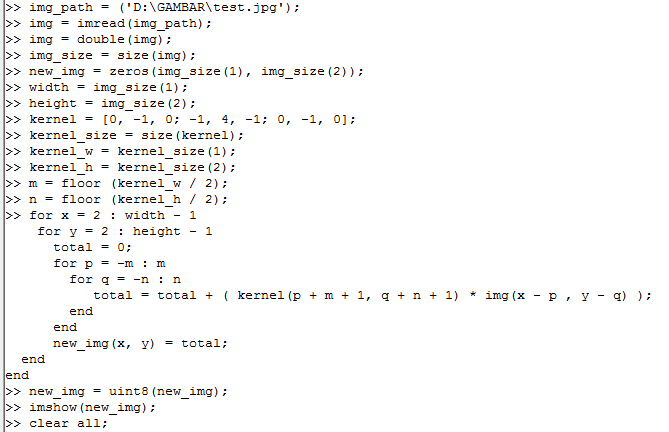 >> img_path = ('D:\GAMBAR\test.jpg');
>> img = imread(img_path);
>> img = double(img);
>> img_size = size(img);
>> new_img = zeros(img_size(1), img_size(2));
>> width = img_size(1);
>> height = img_size(2);
>> kernel = [0, -1, 0; -1, 4, -1; 0, -1, 0];
>> kernel_size = size(kernel);
>> kernel_w = kernel_size(1);
>> kernel_h = kernel_size(2);
>> m = floor (kernel_w / 2);
>> n = floor (kernel_h / 2);
>> for x = 2 : width - 1
    for y = 2 : height - 1
      total = 0;
      for p = -m : m
        for q = -n : n
           total = total + ( kernel(p + m + 1, q + n + 1) * img(x - p , y - q) );
        end
      end
      new_img(x, y) = total;
  end
end
>> new_img = uint8(new_img);
>> imshow(new_img);
>> clear all;